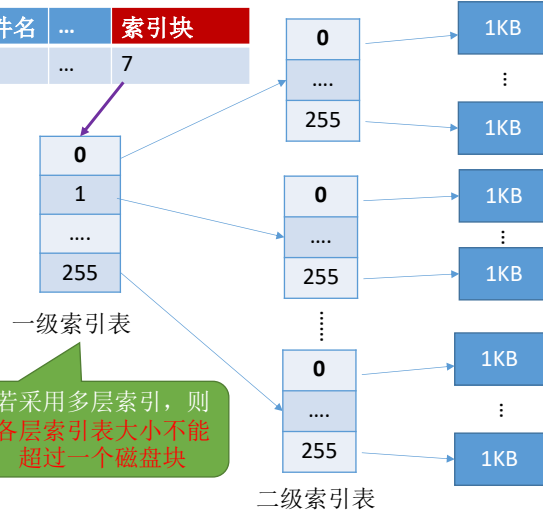 件名 ... 索引块
... 7
0
1
....
255
一级索引表
若采用多层索引，则
各层索引表大小不能
超过一个磁盘块
0
....
255
0
....
255
......
0
....
255
二级索引表
1KB
...
1KB
1KB
...
1KB
1KB
...
1KB